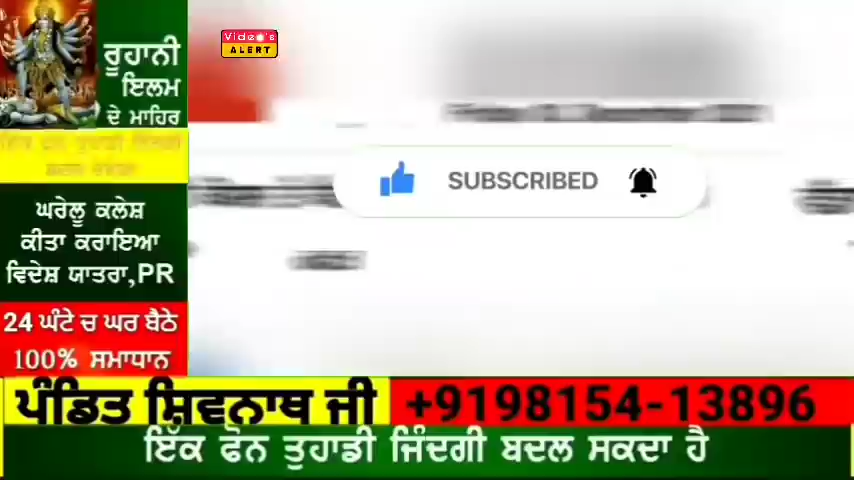 Video's
ALERT
ਰੂਹਾਨੀ
ਇਲਮ
ਦੇ ਮਾਹਿਰ
ਘਰੇਲੂ ਕਲੇਸ਼
ਕੀਤਾ ਕਰਾਇਆ
ਵਿਦੇਸ਼ ਯਾਤਰਾ,PR
24 ਘੰਟੇ ਚ ਘਰ ਬੈਠੇ
100% ਸਮਾਧਾਨ
SUBSCRIBED
ਪੰਡਿਤ ਸ਼ਿਵਨਾਥ ਜੀ +9198154-13896
ਇੱਕ ਫੋਨ ਤੁਹਾਡੀ ਜਿੰਦਗੀ ਬਦਲ ਸਕਦਾ ਹੈ